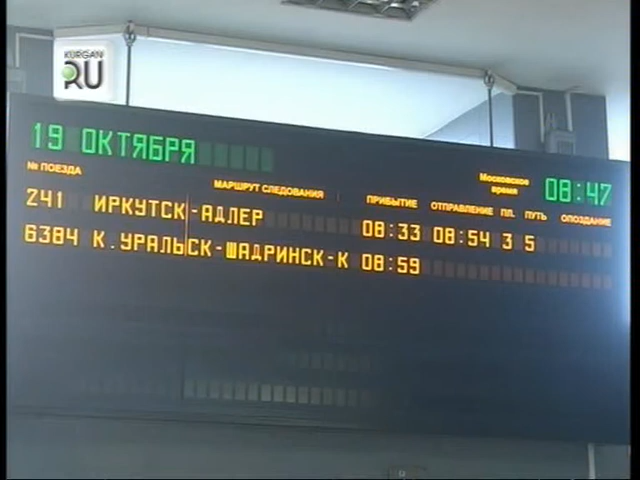 KURGAN
RU
19 ОКТЯБРЯ
Московское время 08:47
№ ПОЕЗДА МАРШРУТ СЛЕДОВАНИЯ ПРИБЫТИЕ ОТПРАВЛЕНИЕ ПЛ. ПУТЬ ОПОЗДАНИЕ
241 ИРКУТСК-АДЛЕР 08:33 08:54 3 5
6384 К.УРАЛЬСК-ШАДРИНСК-К 08:59